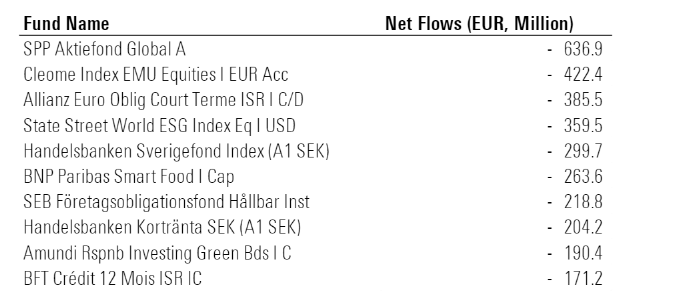 Fund Name Net Flows (EUR, Million)
SPP Aktiefond Global A - 636.9
Cleome Index EMU Equities I EUR Acc - 422.4
Allianz Euro Oblig Court Terme ISR I C/D - 385.5
State Street World ESG Index Eq I USD - 359.5
Handelsbanken Sverigefond Index (A1 SEK) - 299.7
BNP Paribas Smart Food I Cap - 263.6
SEB Företagsobligationsfond Hållbar Inst - 218.8
Handelsbanken Kortränta SEK (A1 SEK) - 204.2
Amundi Rspnb Investing Green Bds I C - 190.4
BFT Crédit 12 Mois ISR IC - 171.2